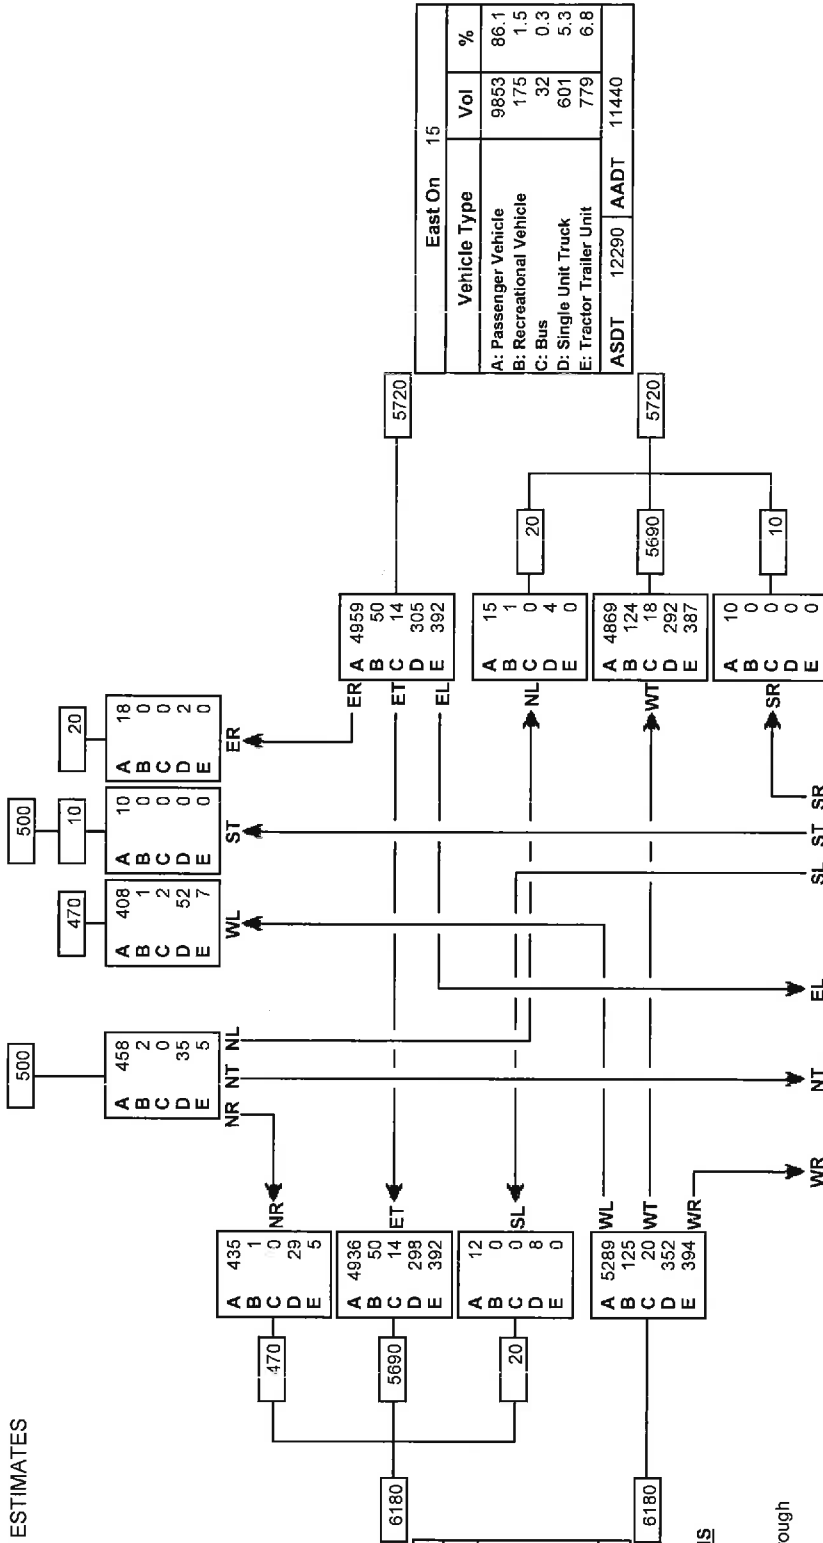 ESTIMATES
500
500
470
10
20
A 458
B 2
C 0
D 35
E 5
A 408
B 1
C 2
D 52
E 7
A 10
B 0
C 0
D 0
E 0
A 18
B 0
C 0
D 2
E 0
NR NT NL
WL
ST
ER
6180
470
5690
20
A 435
B 1
C 0
D 29
E 5
NR
A 4936
B 50
C 14
D 298
E 392
ET
A 12
B 0
C 0
D 8
E 0
SL
6180
A 5289
B 125
C 20
D 352
E 394
WL
WT
WR
ER
ET
EL
A 4959
B 50
C 14
D 305
E 392
5720
NL
A 15
B 1
C 0
D 4
E 0
20
WT
A 4869
B 124
C 18
D 292
E 387
5690
5720
SR
A 10
B 0
C 0
D 0
E 0
10
East On 15
Vehicle Type Vol %
A: Passenger Vehicle 9853 86.1
B: Recreational Vehicle 175 1.5
C: Bus 32 0.3
D: Single Unit Truck 601 5.3
E: Tractor Trailer Unit 779 6.8
ASDT 12290 AADT 11440
WR NT EL SL ST SR